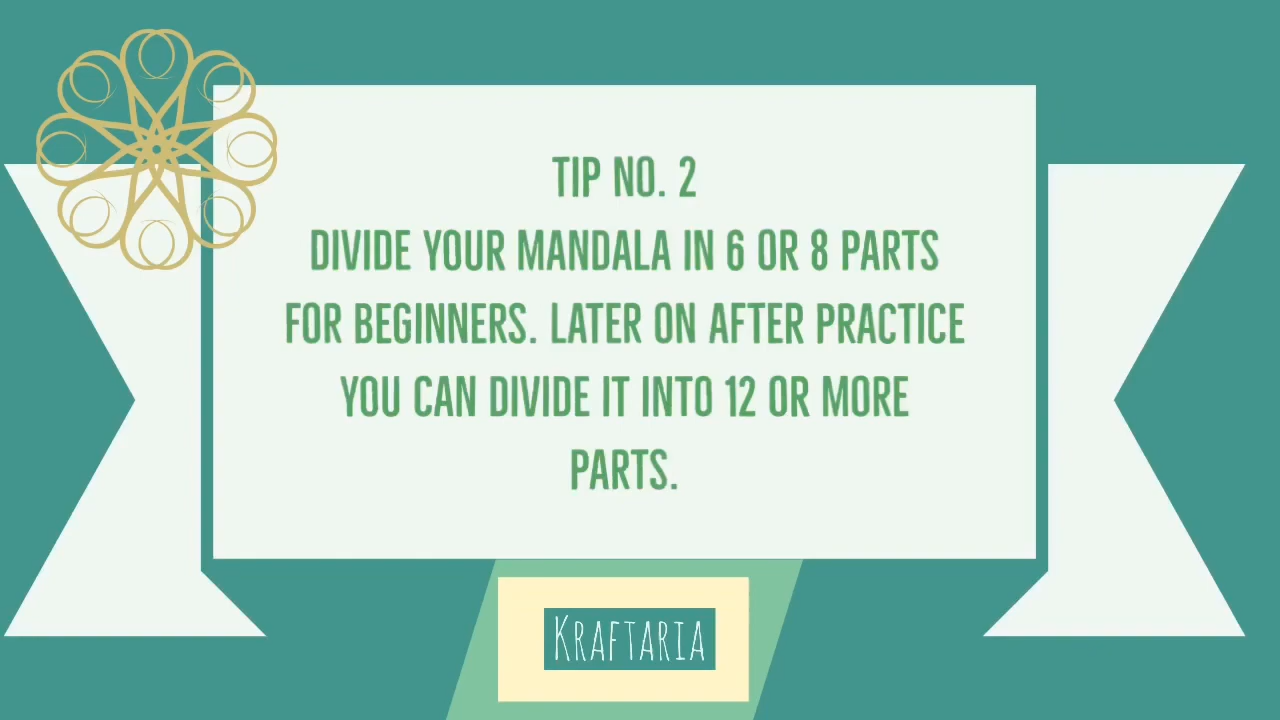 TIP NO. 2
DIVIDE YOUR MANDALA IN 6 OR 8 PARTS
FOR BEGINNERS. LATER ON AFTER PRACTICE
YOU CAN DIVIDE IT INTO 12 OR MORE
PARTS.
KRAFTARIA